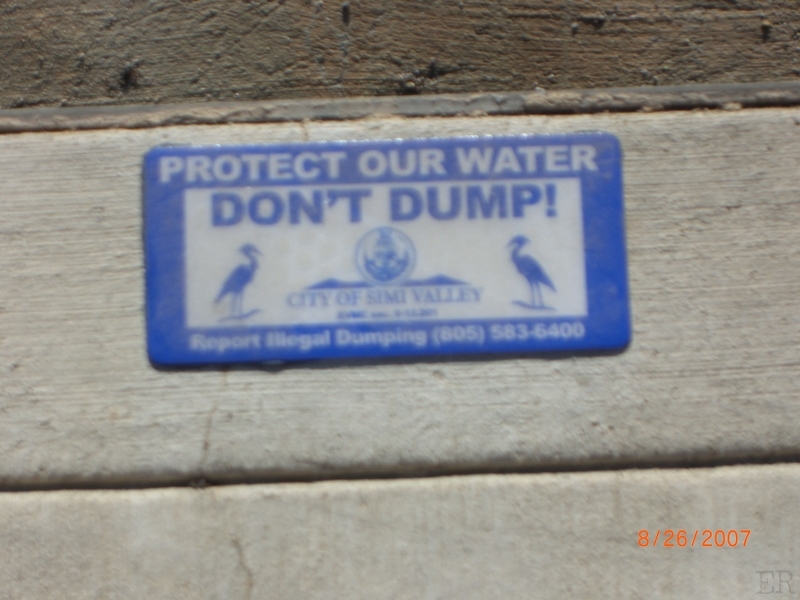 PROTECT OUR WATER
DON'T DUMP!
CITY OF SIMI VALLEY
Report Illegal Dumping (805) 583-6400
8/26/2007
ER